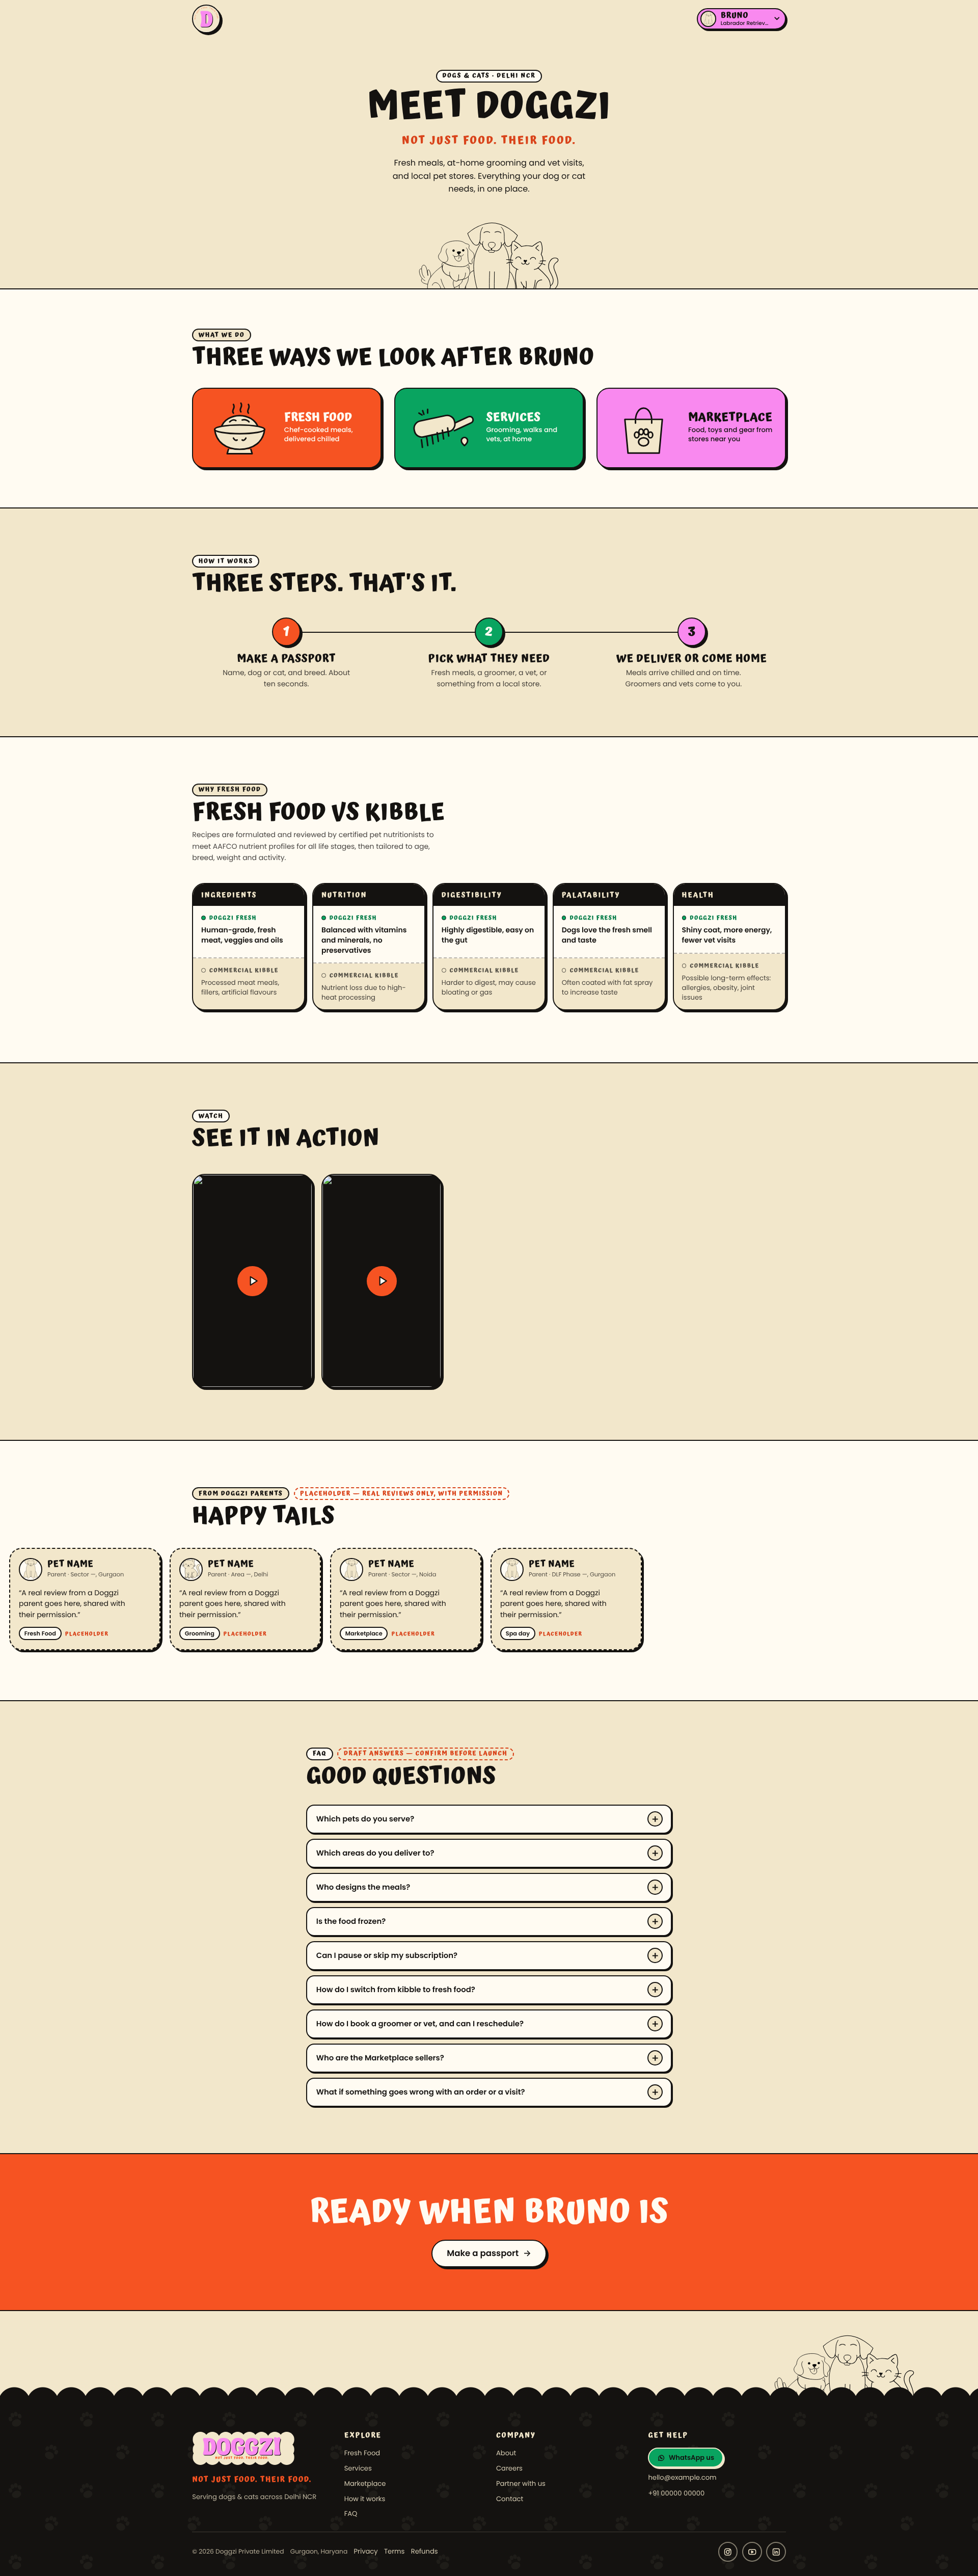 D
BRUNO
Labrador Retriev...
DOGS & CATS · DELHI NCR
MEET DOGGZI
NOT JUST FOOD. THEIR FOOD.
Fresh meals, at-home grooming and vet visits,
and local pet stores. Everything your dog or cat
needs, in one place.
WHAT WE DO
THREE WAYS WE LOOK AFTER BRUNO
FRESH FOOD
Chef-cooked meals,
delivered chilled
SERVICES
Grooming, walks and
vets, at home
MARKETPLACE
Food, toys and gear from
stores near you
HOW IT WORKS
THREE STEPS. THAT'S IT.
1
MAKE A PASSPORT
Name, dog or cat, and breed. About
ten seconds.
2
PICK WHAT THEY NEED
Fresh meals, a groomer, a vet, or
something from a local store.
3
WE DELIVER OR COME HOME
Meals arrive chilled and on time.
Groomers and vets come to you.
WHY FRESH FOOD
FRESH FOOD VS KIBBLE
Recipes are formulated and reviewed by certified pet nutritionists to
meet AAFCO nutrient profiles for all life stages, then tailored to age,
breed, weight and activity.
INGREDIENTS
DOGGZI FRESH
Human-grade, fresh
meat, veggies and oils
COMMERCIAL KIBBLE
Processed meat meals,
fillers, artificial flavours
NUTRITION
DOGGZI FRESH
Balanced with vitamins
and minerals, no
preservatives
COMMERCIAL KIBBLE
Nutrient loss due to high-
heat processing
DIGESTIBILITY
DOGGZI FRESH
Highly digestible, easy on
the gut
COMMERCIAL KIBBLE
Harder to digest, may cause
bloating or gas
PALATABILITY
DOGGZI FRESH
Dogs love the fresh smell
and taste
COMMERCIAL KIBBLE
Often coated with fat spray
to increase taste
HEALTH
DOGGZI FRESH
Shiny coat, more energy,
fewer vet visits
COMMERCIAL KIBBLE
Possible long-term effects:
allergies, obesity, joint
issues
WATCH
SEE IT IN ACTION
FROM DOGGZI PARENTS
PLACEHOLDER — REAL REVIEWS ONLY, WITH PERMISSION
HAPPY TAILS
PET NAME
Parent · Sector —, Gurgaon
"A real review from a Doggzi
parent goes here, shared with
their permission."
Fresh Food
PLACEHOLDER
PET NAME
Parent · Area —, Delhi
"A real review from a Doggzi
parent goes here, shared with
their permission."
Grooming
PLACEHOLDER
PET NAME
Parent · Sector —, Noida
"A real review from a Doggzi
parent goes here, shared with
their permission."
Marketplace
PLACEHOLDER
PET NAME
Parent · DLF Phase —, Gurgaon
"A real review from a Doggzi
parent goes here, shared with
their permission."
Spa day
PLACEHOLDER
FAQ
DRAFT ANSWERS — CONFIRM BEFORE LAUNCH
GOOD QUESTIONS
Which pets do you serve?
Which areas do you deliver to?
Who designs the meals?
Is the food frozen?
Can I pause or skip my subscription?
How do I switch from kibble to fresh food?
How do I book a groomer or vet, and can I reschedule?
Who are the Marketplace sellers?
What if something goes wrong with an order or a visit?
READY WHEN BRUNO IS
Make a passport →
DOGGZI
NOT JUST FOOD. THEIR FOOD.
NOT JUST FOOD. THEIR FOOD.
Serving dogs & cats across Delhi NCR
EXPLORE
Fresh Food
Services
Marketplace
How it works
FAQ
COMPANY
About
Careers
Partner with us
Contact
GET HELP
WhatsApp us
hello@example.com
+91 00000 00000
© 2026 Doggzi Private Limited Gurgaon, Haryana Privacy Terms Refunds